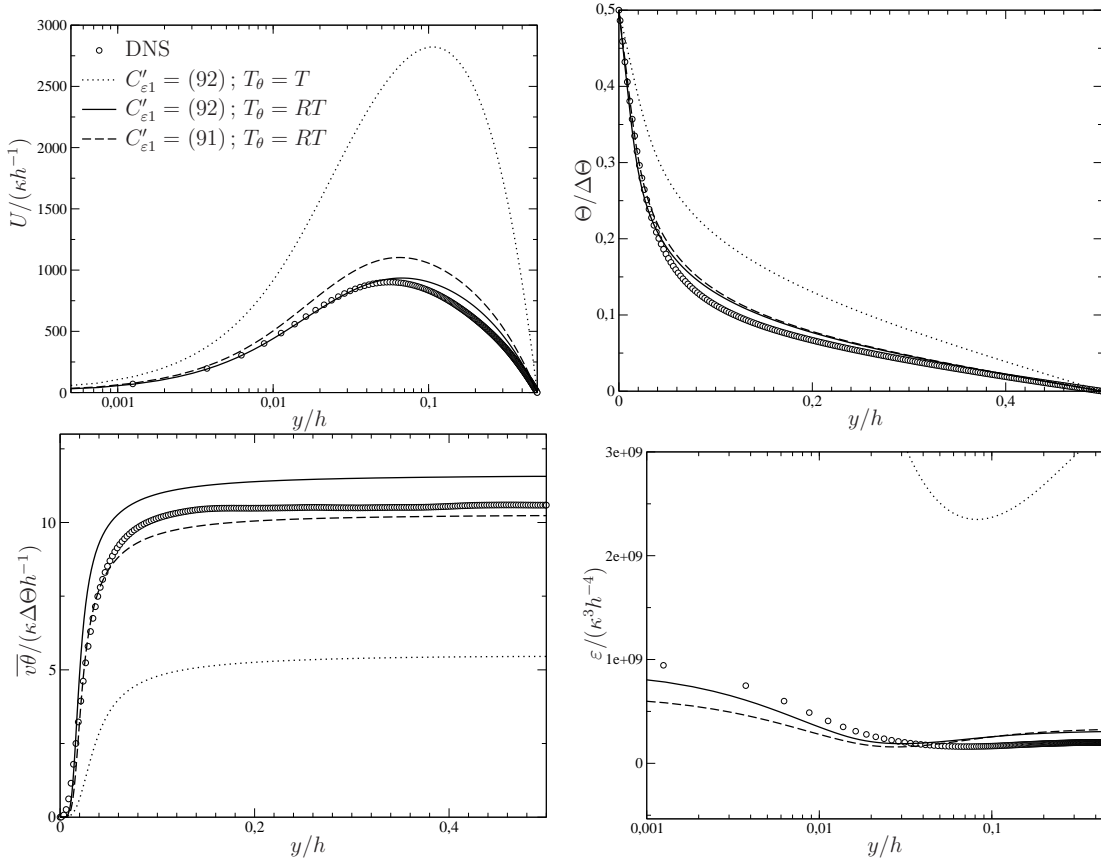 3000
2500
2000
1500
1000
500
0
U/(κh⁻¹)
DNS
C′ε1 = (92) ; Tθ = T
C′ε1 = (92) ; Tθ = RT
C′ε1 = (91) ; Tθ = RT
0,001 0,01 0,1
y/h
0,5
0,4
0,3
0,2
0,1
0
Θ/ΔΘ
0 0,2 0,4
y/h
10
5
0
v̅θ̅/(κΔΘh⁻¹)
0 0,2 0,4
y/h
3e+09
2e+09
1e+09
0
ε/(κ³h⁻⁴)
0,001 0,01 0,1
y/h